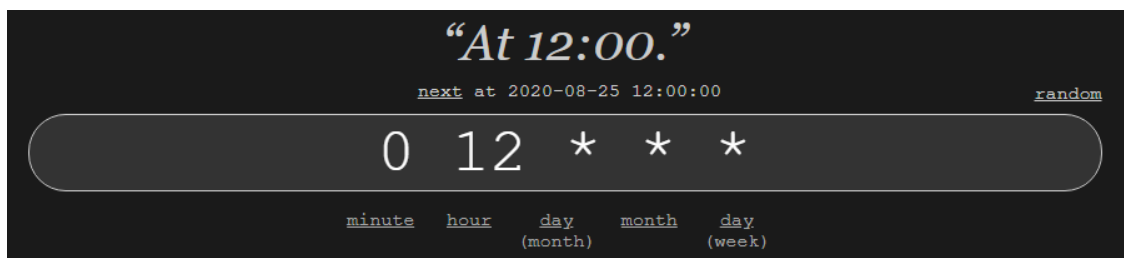 “At 12:00.”
next at 2020-08-25 12:00:00
random
0 12 * * *
minute hour day (month) month day (week)